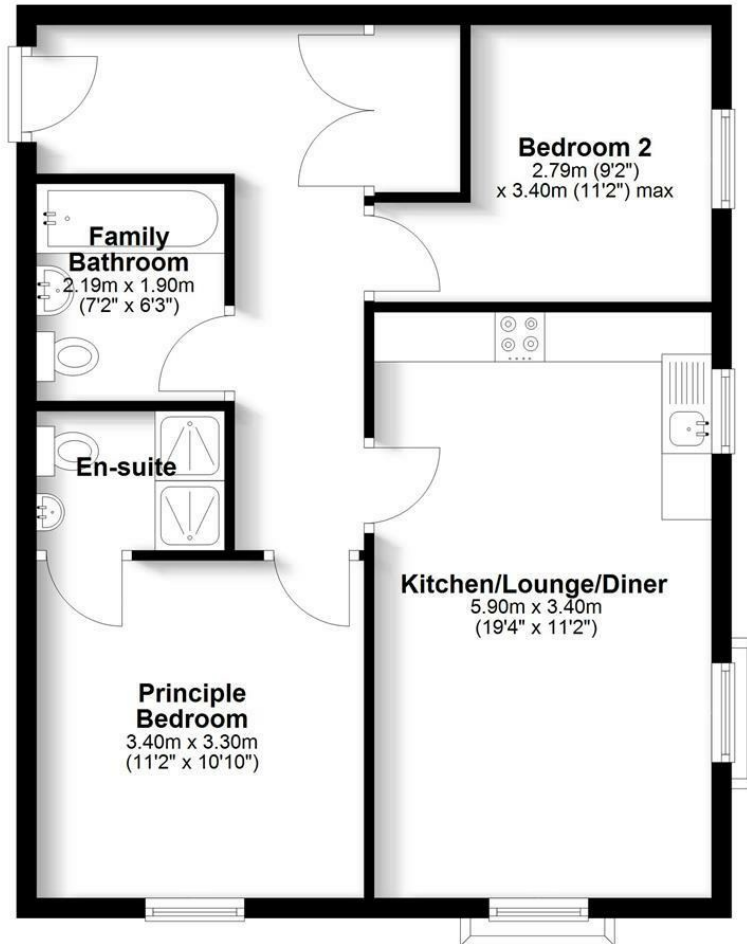 Bedroom 2
2.79m (9'2")
x 3.40m (11'2") max
Family
Bathroom
2.19m x 1.90m
(7'2" x 6'3")
En-suite
Kitchen/Lounge/Diner
5.90m x 3.40m
(19'4" x 11'2")
Principle
Bedroom
3.40m x 3.30m
(11'2" x 10'10")